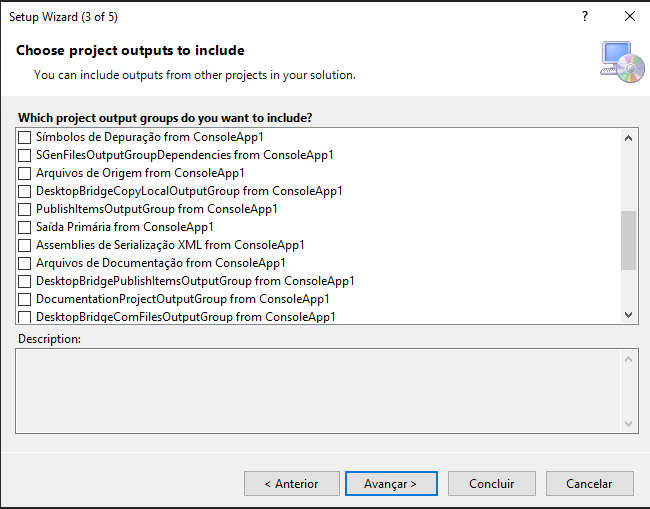 Setup Wizard (3 of 5)
?
Choose project outputs to include
You can include outputs from other projects in your solution.
Which project output groups do you want to include?
Símbolos de Depuração from ConsoleApp1
SGenFilesOutputGroupDependencies from ConsoleApp1
Arquivos de Origem from ConsoleApp1
DesktopBridgeCopyLocalOutputGroup from ConsoleApp1
PublishItemsOutputGroup from ConsoleApp1
Saída Primária from ConsoleApp1
Assemblies de Serialização XML from ConsoleApp1
Arquivos de Documentação from ConsoleApp1
DesktopBridgePublishItemsOutputGroup from ConsoleApp1
DocumentationProjectOutputGroup from ConsoleApp1
DesktopBridgeComFilesOutputGroup from ConsoleApp1
Description:
< Anterior
Avançar >
Concluir
Cancelar